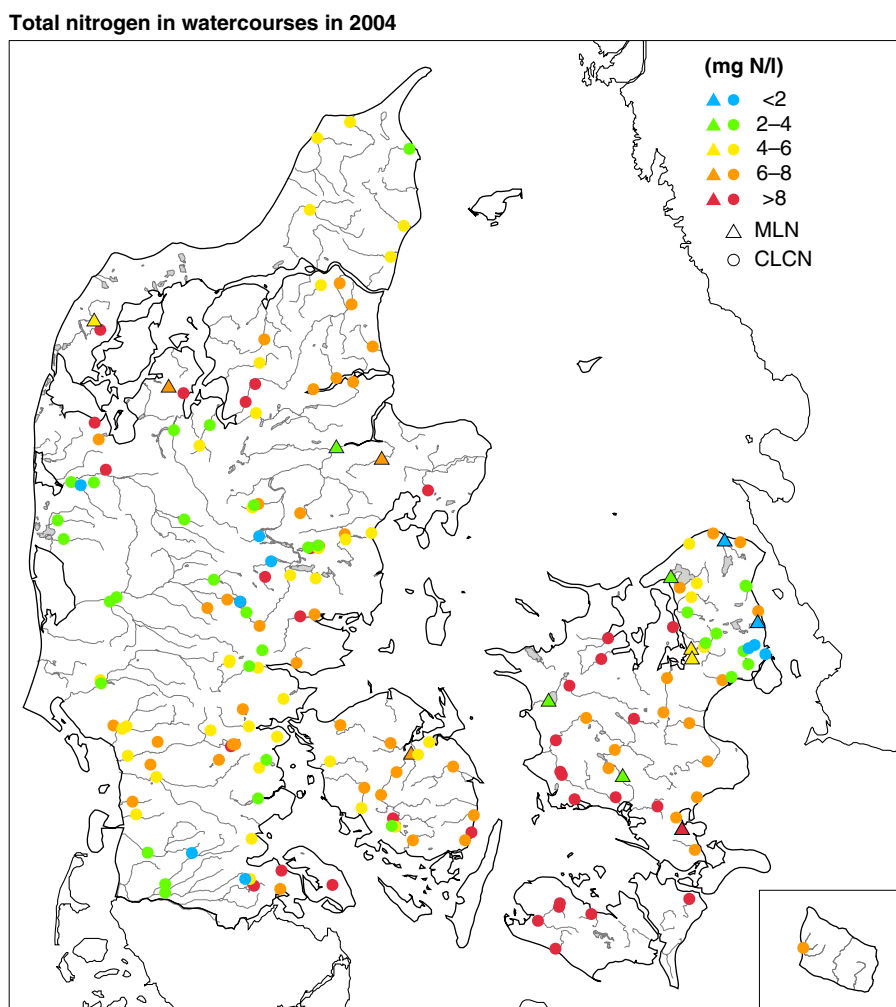 Total nitrogen in watercourses in 2004
(mg N/l)
<2
2–4
4–6
6–8
>8
MLN
CLCN